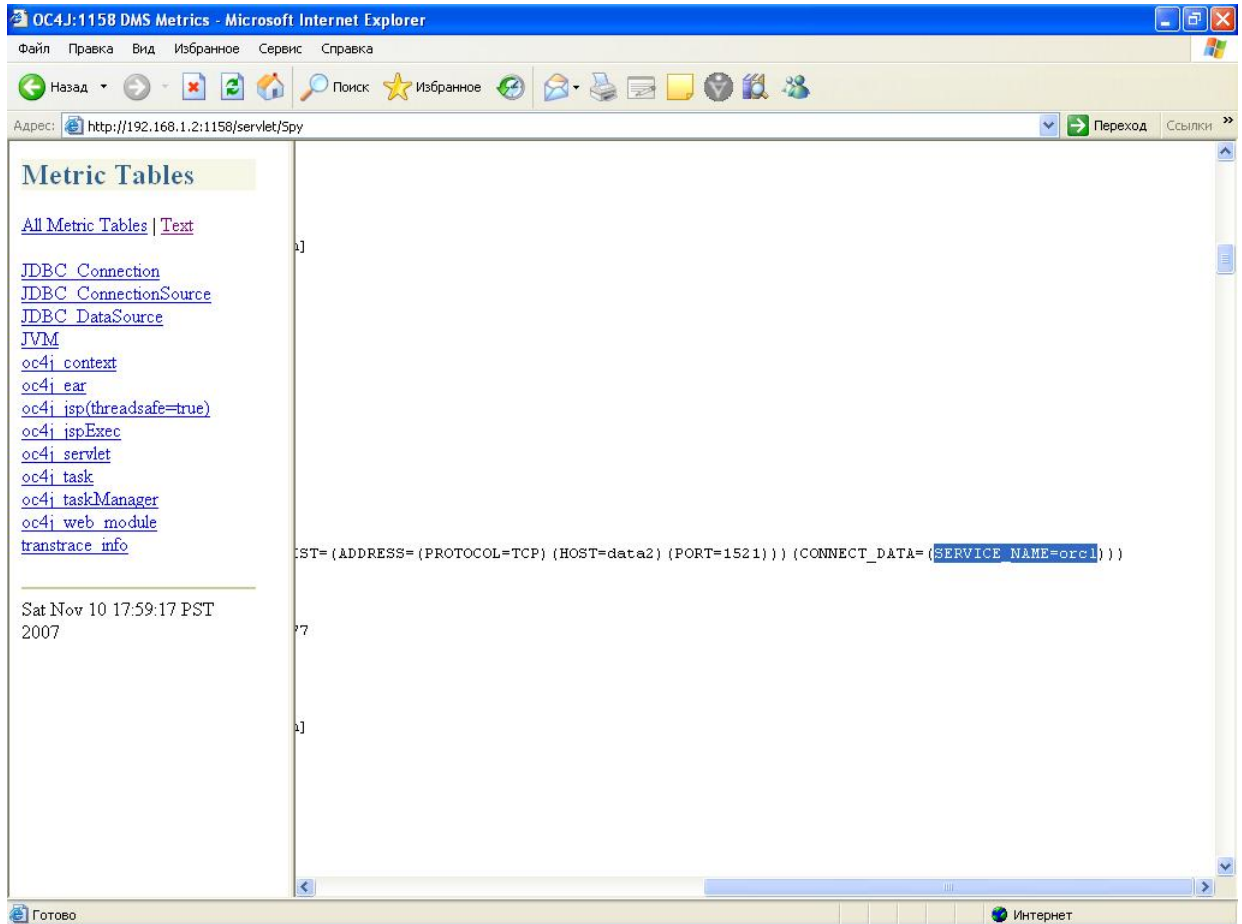 OC4J:1158 DMS Metrics - Microsoft Internet Explorer
Файл Правка Вид Избранное Сервис Справка
Назад Поиск Избранное
Адрес: http://192.168.1.2:1158/servlet/Spy Переход Ссылки »
Metric Tables
All Metric Tables | Text
JDBC_Connection
JDBC_ConnectionSource
JDBC_DataSource
JVM
oc4j_context
oc4j_ear
oc4j_jsp(threadsafe=true)
oc4j_jspExec
oc4j_servlet
oc4j_task
oc4j_taskManager
oc4j_web_module
transtrace_info
Sat Nov 10 17:59:17 PST
2007
]
IST=(ADDRESS=(PROTOCOL=TCP)(HOST=data2)(PORT=1521)))(CONNECT_DATA=(SERVICE_NAME=orcl)))
77
]
Готово Интернет